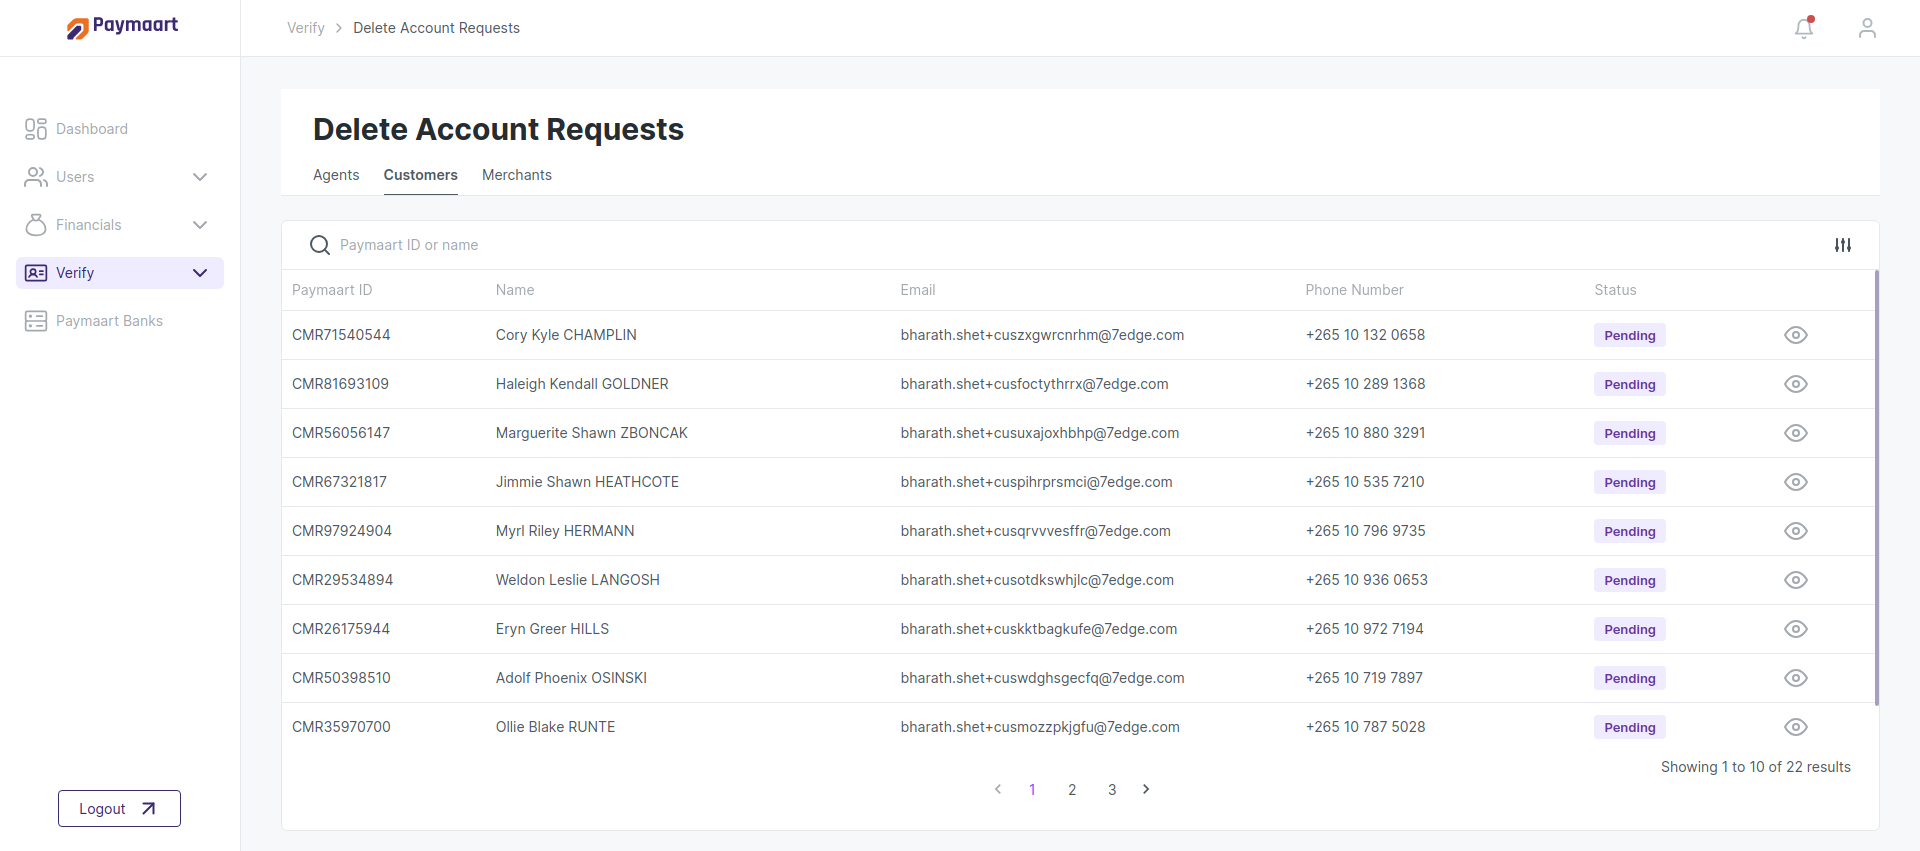 Paymaart
Verify > Delete Account Requests
Dashboard
Users
Financials
Verify
Paymaart Banks
Logout
Delete Account Requests
Agents Customers Merchants
Paymaart ID or name
Paymaart ID Name Email Phone Number Status
CMR71540544 Cory Kyle CHAMPLIN bharath.shet+cuszxgwrcnrhm@7edge.com +265 10 132 0658 Pending
CMR81693109 Haleigh Kendall GOLDNER bharath.shet+cusfoctythrrx@7edge.com +265 10 289 1368 Pending
CMR56056147 Marguerite Shawn ZBONCAK bharath.shet+cusuxajoxhbhp@7edge.com +265 10 880 3291 Pending
CMR67321817 Jimmie Shawn HEATHCOTE bharath.shet+cuspihrprsmci@7edge.com +265 10 535 7210 Pending
CMR97924904 Myrl Riley HERMANN bharath.shet+cusqrvvvesffr@7edge.com +265 10 796 9735 Pending
CMR29534894 Weldon Leslie LANGOSH bharath.shet+cusotdkswhjlc@7edge.com +265 10 936 0653 Pending
CMR26175944 Eryn Greer HILLS bharath.shet+cuskktbagkufe@7edge.com +265 10 972 7194 Pending
CMR50398510 Adolf Phoenix OSINSKI bharath.shet+cuswdghsgecfq@7edge.com +265 10 719 7897 Pending
CMR35970700 Ollie Blake RUNTE bharath.shet+cusmozzpkjgfu@7edge.com +265 10 787 5028 Pending
Showing 1 to 10 of 22 results
< 1 2 3 >